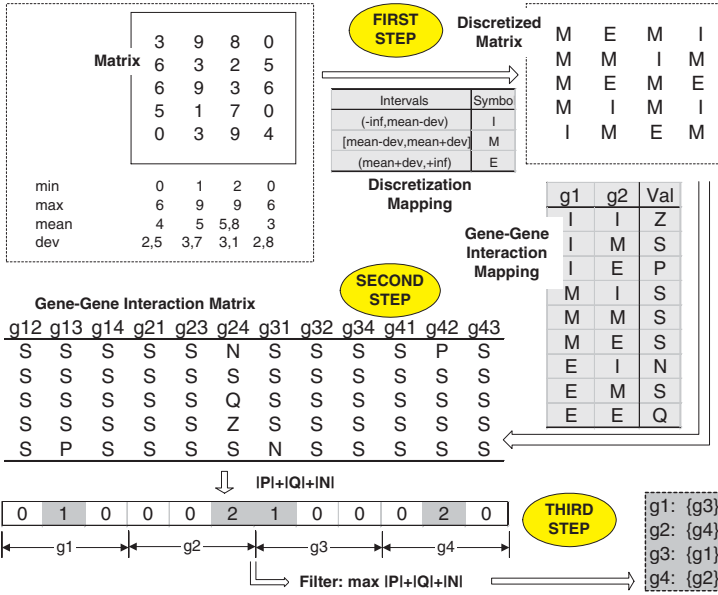 FIRST STEP
Matrix
3 9 8 0
6 3 2 5
6 9 3 6
5 1 7 0
0 3 9 4
min 0 1 2 0
max 6 9 9 6
mean 4 5 5,8 3
dev 2,5 3,7 3,1 2,8
Intervals Symbol
(-inf,mean-dev) I
[mean-dev,mean+dev] M
(mean+dev,+inf) E
Discretization Mapping
Discretized Matrix
M E M I
M M I M
M E M E
M I M I
I M E M
Gene-Gene Interaction Mapping
g1 g2 Val
I I Z
I M S
I E P
M I S
M M S
M E S
E I N
E M S
E E Q
SECOND STEP
Gene-Gene Interaction Matrix
g12 g13 g14 g21 g23 g24 g31 g32 g34 g41 g42 g43
S S S S S N S S S S P S
S S S S S S S S S S S S
S S S S S Q S S S S S S
S S S S S Z S S S S S S
S P S S S S N S S S S S
|P|+|Q|+|N|
0 1 0 0 0 2 1 0 0 0 2 0
g1 g2 g3 g4
THIRD STEP
Filter: max |P|+|Q|+|N|
g1: {g3}
g2: {g4}
g3: {g1}
g4: {g2}